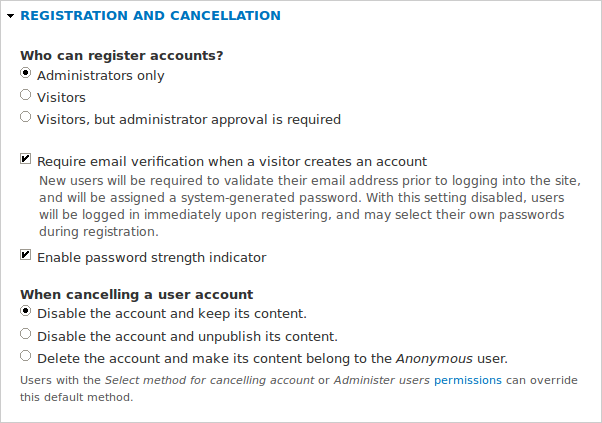 REGISTRATION AND CANCELLATION
Who can register accounts?
Administrators only
Visitors
Visitors, but administrator approval is required
Require email verification when a visitor creates an account
New users will be required to validate their email address prior to logging into the site,
and will be assigned a system-generated password. With this setting disabled, users
will be logged in immediately upon registering, and may select their own passwords
during registration.
Enable password strength indicator
When cancelling a user account
Disable the account and keep its content.
Disable the account and unpublish its content.
Delete the account and make its content belong to the Anonymous user.
Users with the Select method for cancelling account or Administer users permissions can override
this default method.